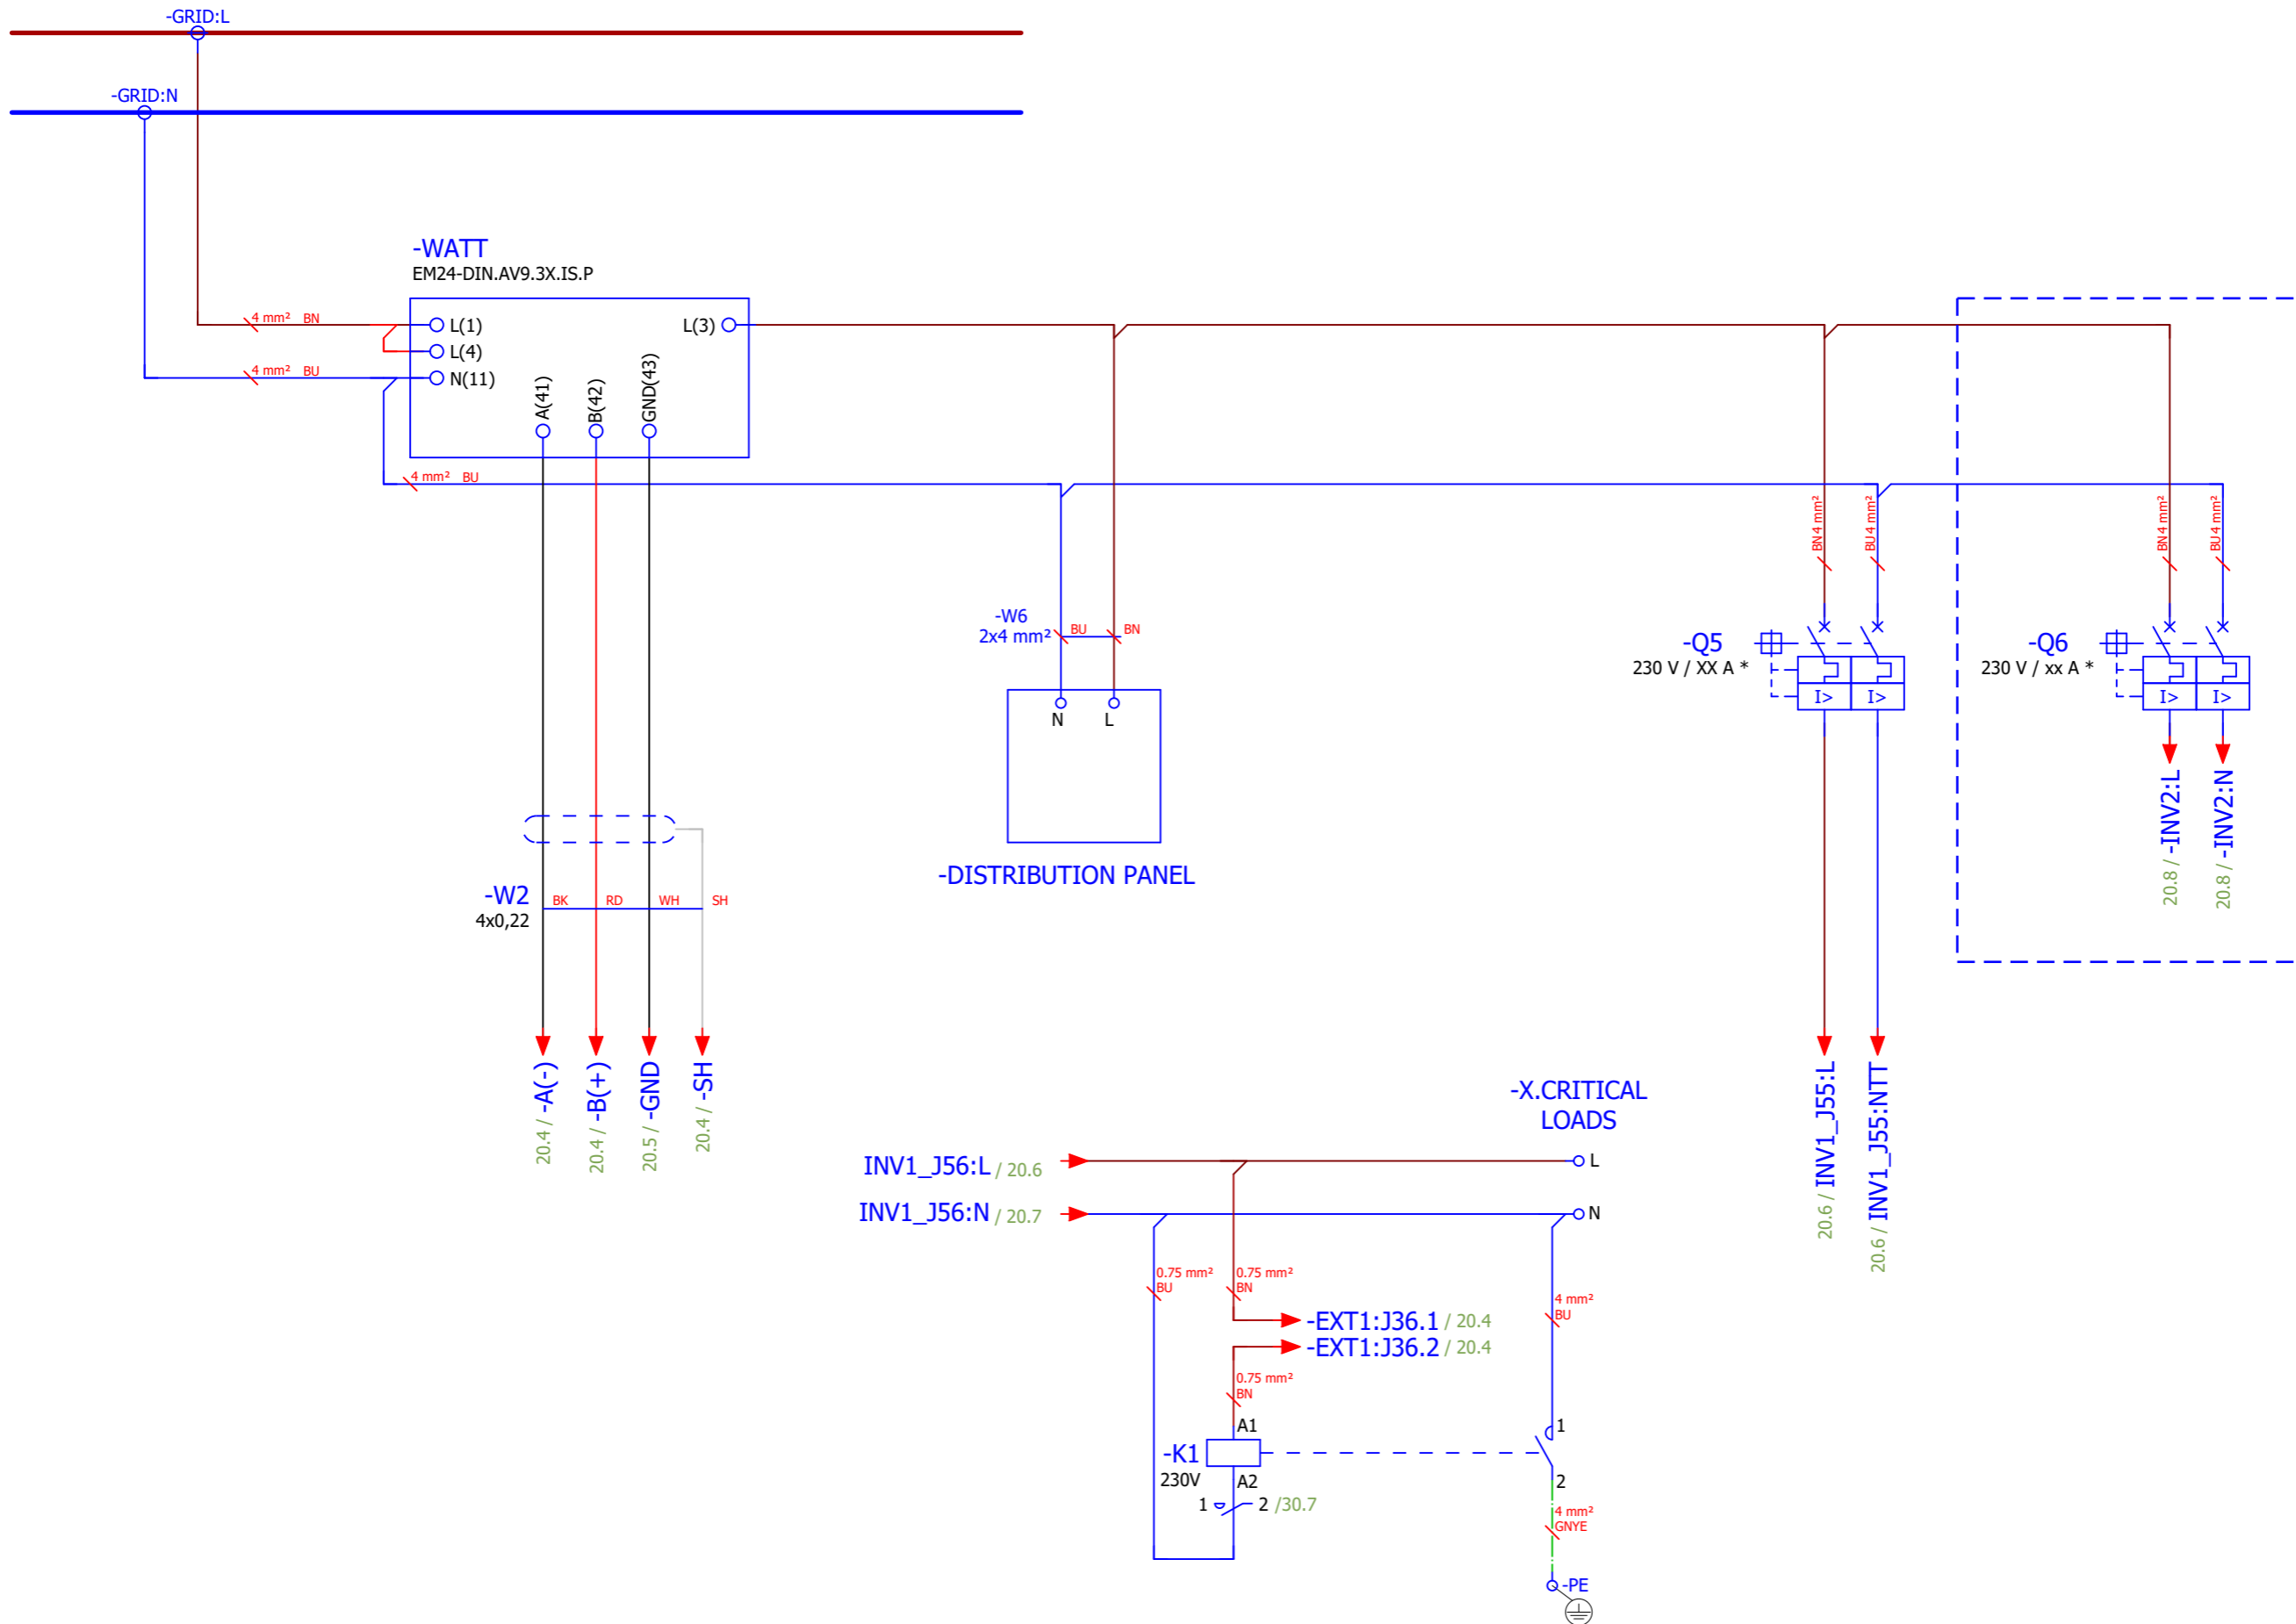 -GRID:L
-GRID:N
-WATT
EM24-DIN.AV9.3X.IS.P
4 mm² BN
L(1)
L(3)
L(4)
4 mm² BU
N(11)
A(41)
B(42)
GND(43)
4 mm² BU
BN 4 mm²
BU 4 mm²
BN 4 mm²
BU 4 mm²
-W6
2x4 mm²
BU
BN
N
L
-DISTRIBUTION PANEL
-Q5
230 V / XX A *
I>
I>
-Q6
230 V / xx A *
I>
I>
20.8 / -INV2:L
20.8 / -INV2:N
-W2
4x0,22
BK
RD
WH
SH
20.4 / -A(-)
20.4 / -B(+)
20.5 / -GND
20.4 / -SH
20.6 / INV1_J55:L
20.6 / INV1_J55:NTT
-X.CRITICAL
LOADS
INV1_J56:L / 20.6
L
INV1_J56:N / 20.7
N
0.75 mm²
BU
0.75 mm²
BN
4 mm²
BU
-EXT1:J36.1 / 20.4
-EXT1:J36.2 / 20.4
0.75 mm²
BN
A1
-K1
230V
A2
1
2 /30.7
1
2
4 mm²
GNYE
-PE